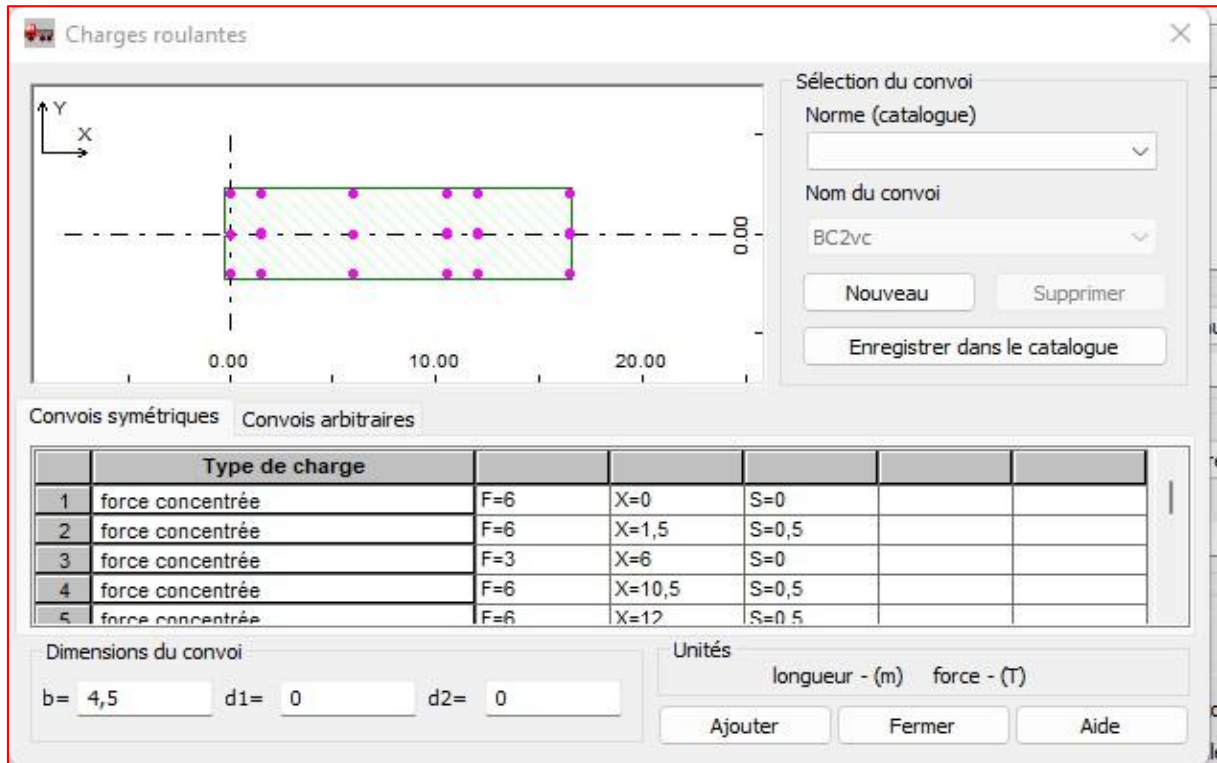 Charges roulantes
Y
X
0.00
0.00 10.00 20.00
Sélection du convoi
Norme (catalogue)
Nom du convoi
BC2vc
Nouveau Supprimer
Enregistrer dans le catalogue
Convois symétriques Convois arbitraires
Type de charge
1 force concentrée F=6 X=0 S=0
2 force concentrée F=6 X=1,5 S=0,5
3 force concentrée F=3 X=6 S=0
4 force concentrée F=6 X=10,5 S=0,5
5 force concentrée F=6 X=12 S=0,5
Dimensions du convoi
b= 4,5 d1= 0 d2= 0
Unités
longueur - (m) force - (T)
Ajouter Fermer Aide